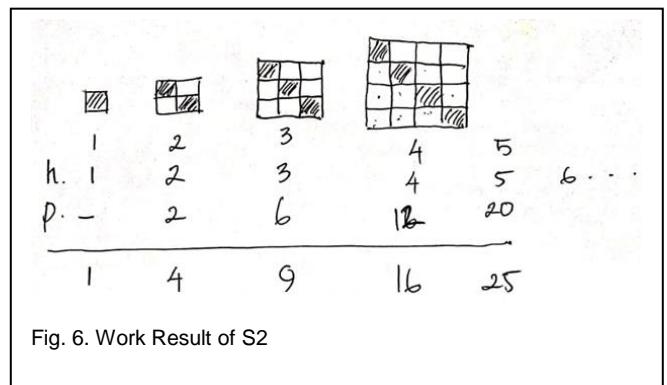 1 2 3 4 5
h. 1 2 3 4 5 6 . . .
p. – 2 6 12 20
1 4 9 16 25
Fig. 6. Work Result of S2